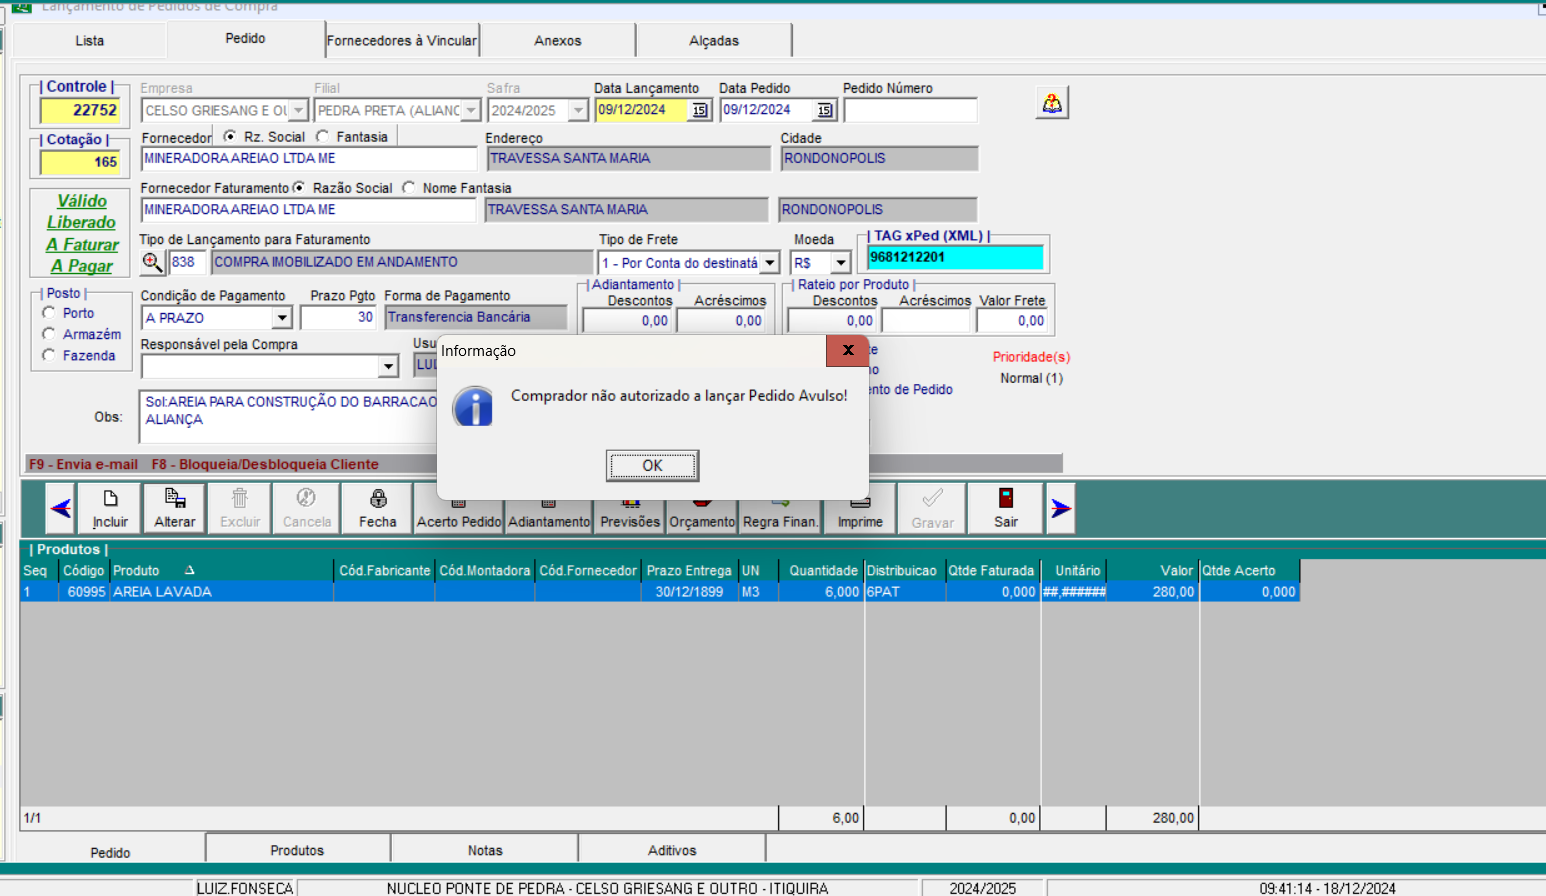 Lançamento de Pedidos de Compra
Lista Pedido Fornecedores à Vincular Anexos Alçadas
| Controle |
22752
| Cotação |
165
Válido
Liberado
A Faturar
A Pagar
| Posto |
Porto
Armazém
Fazenda
Empresa Filial Safra Data Lançamento Data Pedido Pedido Número
CELSO GRIESANG E OU PEDRA PRETA (ALIANC 2024/2025 09/12/2024 15 09/12/2024 15
Fornecedor Rz. Social Fantasia Endereço Cidade
MINERADORA AREIAO LTDA ME TRAVESSA SANTA MARIA RONDONOPOLIS
Fornecedor Faturamento Razão Social Nome Fantasia
MINERADORA AREIAO LTDA ME TRAVESSA SANTA MARIA RONDONOPOLIS
Tipo de Lançamento para Faturamento Tipo de Frete Moeda | TAG xPed (XML) |
838 COMPRA IMOBILIZADO EM ANDAMENTO 1 - Por Conta do destinatá R$ 9681212201
| Adiantamento | | Rateio por Produto |
Condição de Pagamento Prazo Pgto Forma de Pagamento Descontos Acréscimos Descontos Acréscimos Valor Frete
A PRAZO 30 Transferencia Bancária 0,00 0,00 0,00 0,00
Responsável pela Compra Usu
LUI
Prioridade(s)
Normal (1)
ento de Pedido
Obs: Sol:AREIA PARA CONSTRUÇÃO DO BARRACAO
ALIANÇA
Informação X
Comprador não autorizado a lançar Pedido Avulso!
OK
F9 - Envia e-mail F8 - Bloqueia/Desbloqueia Cliente
Incluir Alterar Excluir Cancela Fecha Acerto Pedido Adiantamento Previsões Orçamento Regra Finan. Imprime Gravar Sair
| Produtos |
Seq Código Produto Cód.Fabricante Cód.Montadora Cód.Fornecedor Prazo Entrega UN Quantidade Distribuicao Qtde Faturada Unitário Valor Qtde Acerto
1 60995 AREIA LAVADA 30/12/1899 M3 6,000 6PAT 0,000 ##,###### 280,00 0,000
1/1 6,00 0,00 280,00
Pedido Produtos Notas Aditivos
LUIZ.FONSECA NUCLEO PONTE DE PEDRA - CELSO GRIESANG E OUTRO - ITIQUIRA 2024/2025 09:41:14 - 18/12/2024